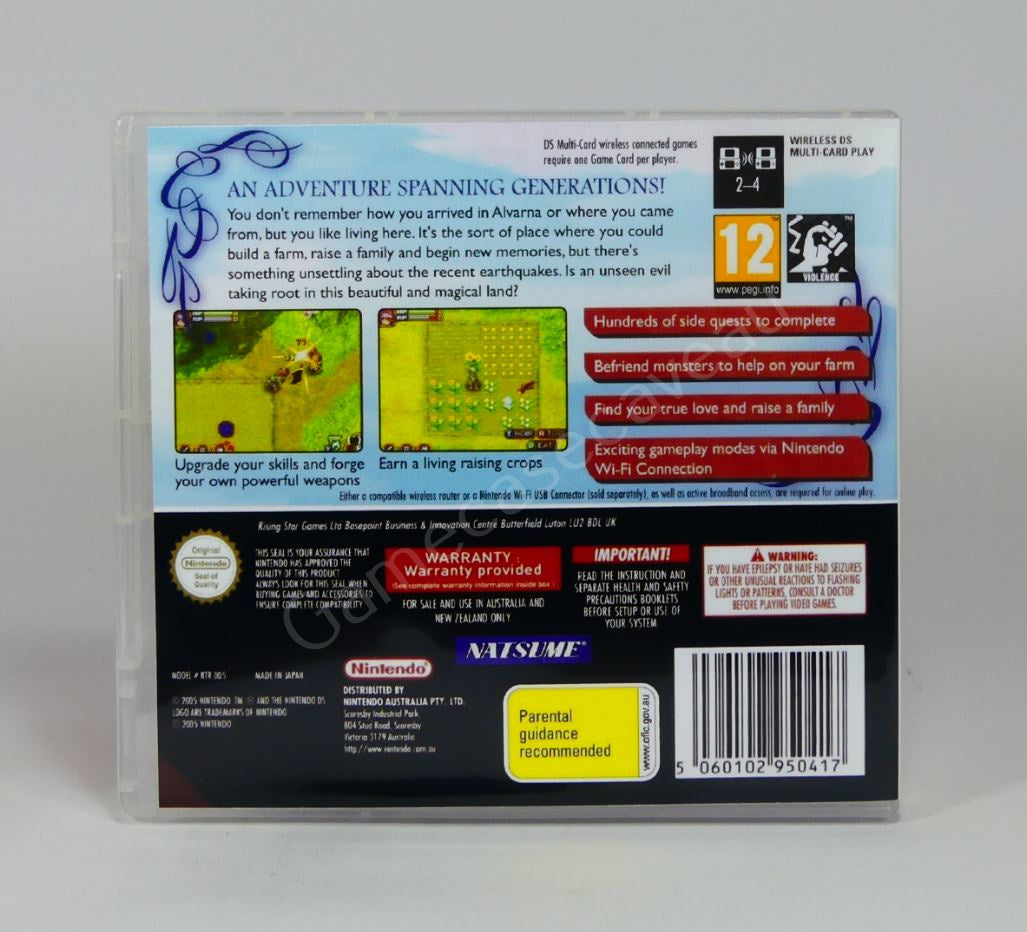 DS Multi-Card wireless connected games
require one Game Card per player.
WIRELESS DS
MULTI-CARD PLAY
2–4
AN ADVENTURE SPANNING GENERATIONS!
You don't remember how you arrived in Alvarna or where you came
from, but you like living here. It's the sort of place where you could
build a farm, raise a family and begin new memories, but there's
something unsettling about the recent earthquakes. Is an unseen evil
taking root in this beautiful and magical land?
12
www.pegi.info
VIOLENCE
Hundreds of side quests to complete
Befriend monsters to help on your farm
Find your true love and raise a family
Exciting gameplay modes via Nintendo
Wi-Fi Connection
Upgrade your skills and forge
your own powerful weapons
Earn a living raising crops
Either a compatible wireless router or a Nintendo Wi-Fi USB Connector (sold separately), as well as active broadband access, are required for online play.
Rising Star Games Ltd Basepoint Business & Innovation Centre Butterfield Luton LU2 8DL UK
Original
Nintendo
Seal of
Quality
THIS SEAL IS YOUR ASSURANCE THAT
NINTENDO HAS APPROVED THE
QUALITY OF THIS PRODUCT
ALWAYS LOOK FOR THIS SEAL WHEN
BUYING GAMES AND ACCESSORIES TO
ENSURE COMPLETE COMPATIBILITY
WARRANTY :
Warranty provided
(See complete warranty information inside box)
FOR SALE AND USE IN AUSTRALIA AND
NEW ZEALAND ONLY
IMPORTANT!
READ THE INSTRUCTION AND
SEPARATE HEALTH AND SAFETY
PRECAUTIONS BOOKLETS
BEFORE SETUP OR USE OF
YOUR SYSTEM
WARNING:
IF YOU HAVE EPILEPSY OR HAVE HAD SEIZURES
OR OTHER UNUSUAL REACTIONS TO FLASHING
LIGHTS OR PATTERNS, CONSULT A DOCTOR
BEFORE PLAYING VIDEO GAMES.
NATSUME®
MODEL # NTR 005
MADE IN JAPAN
© 2005 NINTENDO TM ® AND THE NINTENDO DS
LOGO ARE TRADEMARKS OF NINTENDO
© 2005 NINTENDO
Nintendo®
DISTRIBUTED BY
NINTENDO AUSTRALIA PTY. LTD.
Scoresby Industrial Park
804 Stud Road, Scoresby
Victoria 3179 Australia
http://www.nintendo.com.au
Parental
guidance
recommended
www.oflc.gov.au
5 060102 950417
Gamecasecaveau